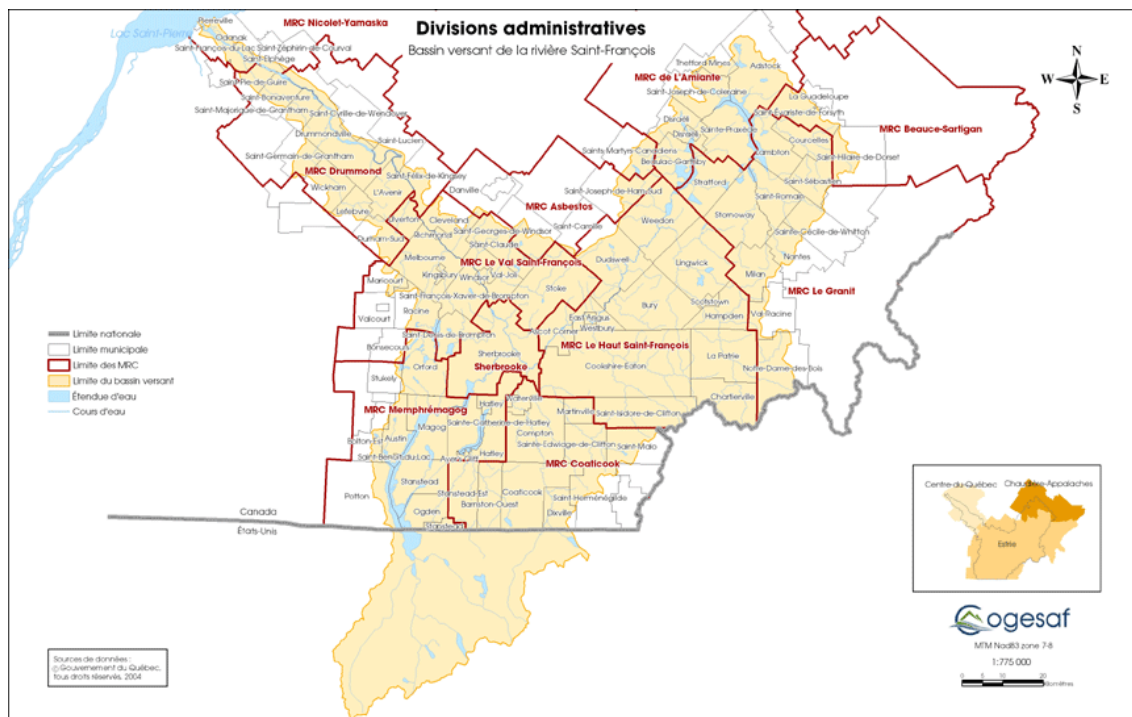 Divisions administratives
Bassin versant de la rivière Saint-François
Lac Saint-Pierre
Pierreville
MRC Nicolet-Yamaska
Odanak
Saint-François-du-Lac Saint-Zéphirin-de-Courval
Saint-Elphège
Saint-Pie-de-Guire
Saint-Bonaventure
Saint-Majorique-de-Grantham
Saint-Cyrille-de-Wendover
Drummondville
Saint-Lucien
Saint-Germain-de-Grantham
MRC Drummond
Saint-Félix-de-Kingsey
Wickham
L'Avenir
Lefebvre
Durham-Sud
Ulverton
Danville
Cleveland
Richmond
Saint-Georges-de-Windsor
Saint-Claude
Melbourne
MRC Le Val Saint-François
Kingsbury
Windsor
Val-Joli
Maricourt
Saint-François-Xavier-de-Brompton
Stoke
Racine
Valcourt
Saint-Denis-de-Brompton
Bonsecours
Sherbrooke
Sherbrooke
Orford
Stukely
MRC Memphrémagog
Hatley
Waterville
Magog
Sainte-Catherine-de-Hatley
Austin
Bolton-Est
Saint-Benoît-du-Lac
Ayer's Cliff
Hatley
Compton
Martinville
Saint-Isidore-de-Clifton
Sainte-Edwidge-de-Clifton
Saint-Malo
MRC Coaticook
Stanstead
Potton
Stanstead-Est
Coaticook
Barnston-Ouest
Saint-Herménégilde
Ogden
Dixville
Stanstead
Canada
États-Unis
MRC de L'Amiante
Thetford Mines
Adstock
Saint-Joseph-de-Coleraine
La Guadeloupe
Saint-Évariste-de-Forsyth
Disraeli
Disraeli
Sainte-Praxède
Courcelles
MRC Beauce-Sartigan
Saints-Martyrs-Canadiens
Beaulac-Garthby
Lambton
Saint-Hilaire-de-Dorset
Saint-Joseph-de-Ham-Sud
Stratford
Saint-Sébastien
Saint-Romain
MRC Asbestos
Saint-Camille
Weedon
Stornoway
Sainte-Cécile-de-Whitton
Dudswell
Lingwick
Nantes
Milan
MRC Le Granit
Bury
Scotstown
Hampden
Val-Racine
East Angus
Westbury
Ascot Corner
MRC Le Haut Saint-François
La Patrie
Cookshire-Eaton
Notre-Dame-des-Bois
Chartierville
N
W
E
S
Limite nationale
Limite municipale
Limite des MRC
Limite du bassin versant
Étendue d'eau
Cours d'eau
Centre-du-Québec
Chaudière-Appalaches
Estrie
Cogesaf
MTM Nad83 zone 7-8
1:775 000
0 5 10 20
Kilomètres
Sources de données :
© Gouvernement du Québec,
tous droits réservés, 2004